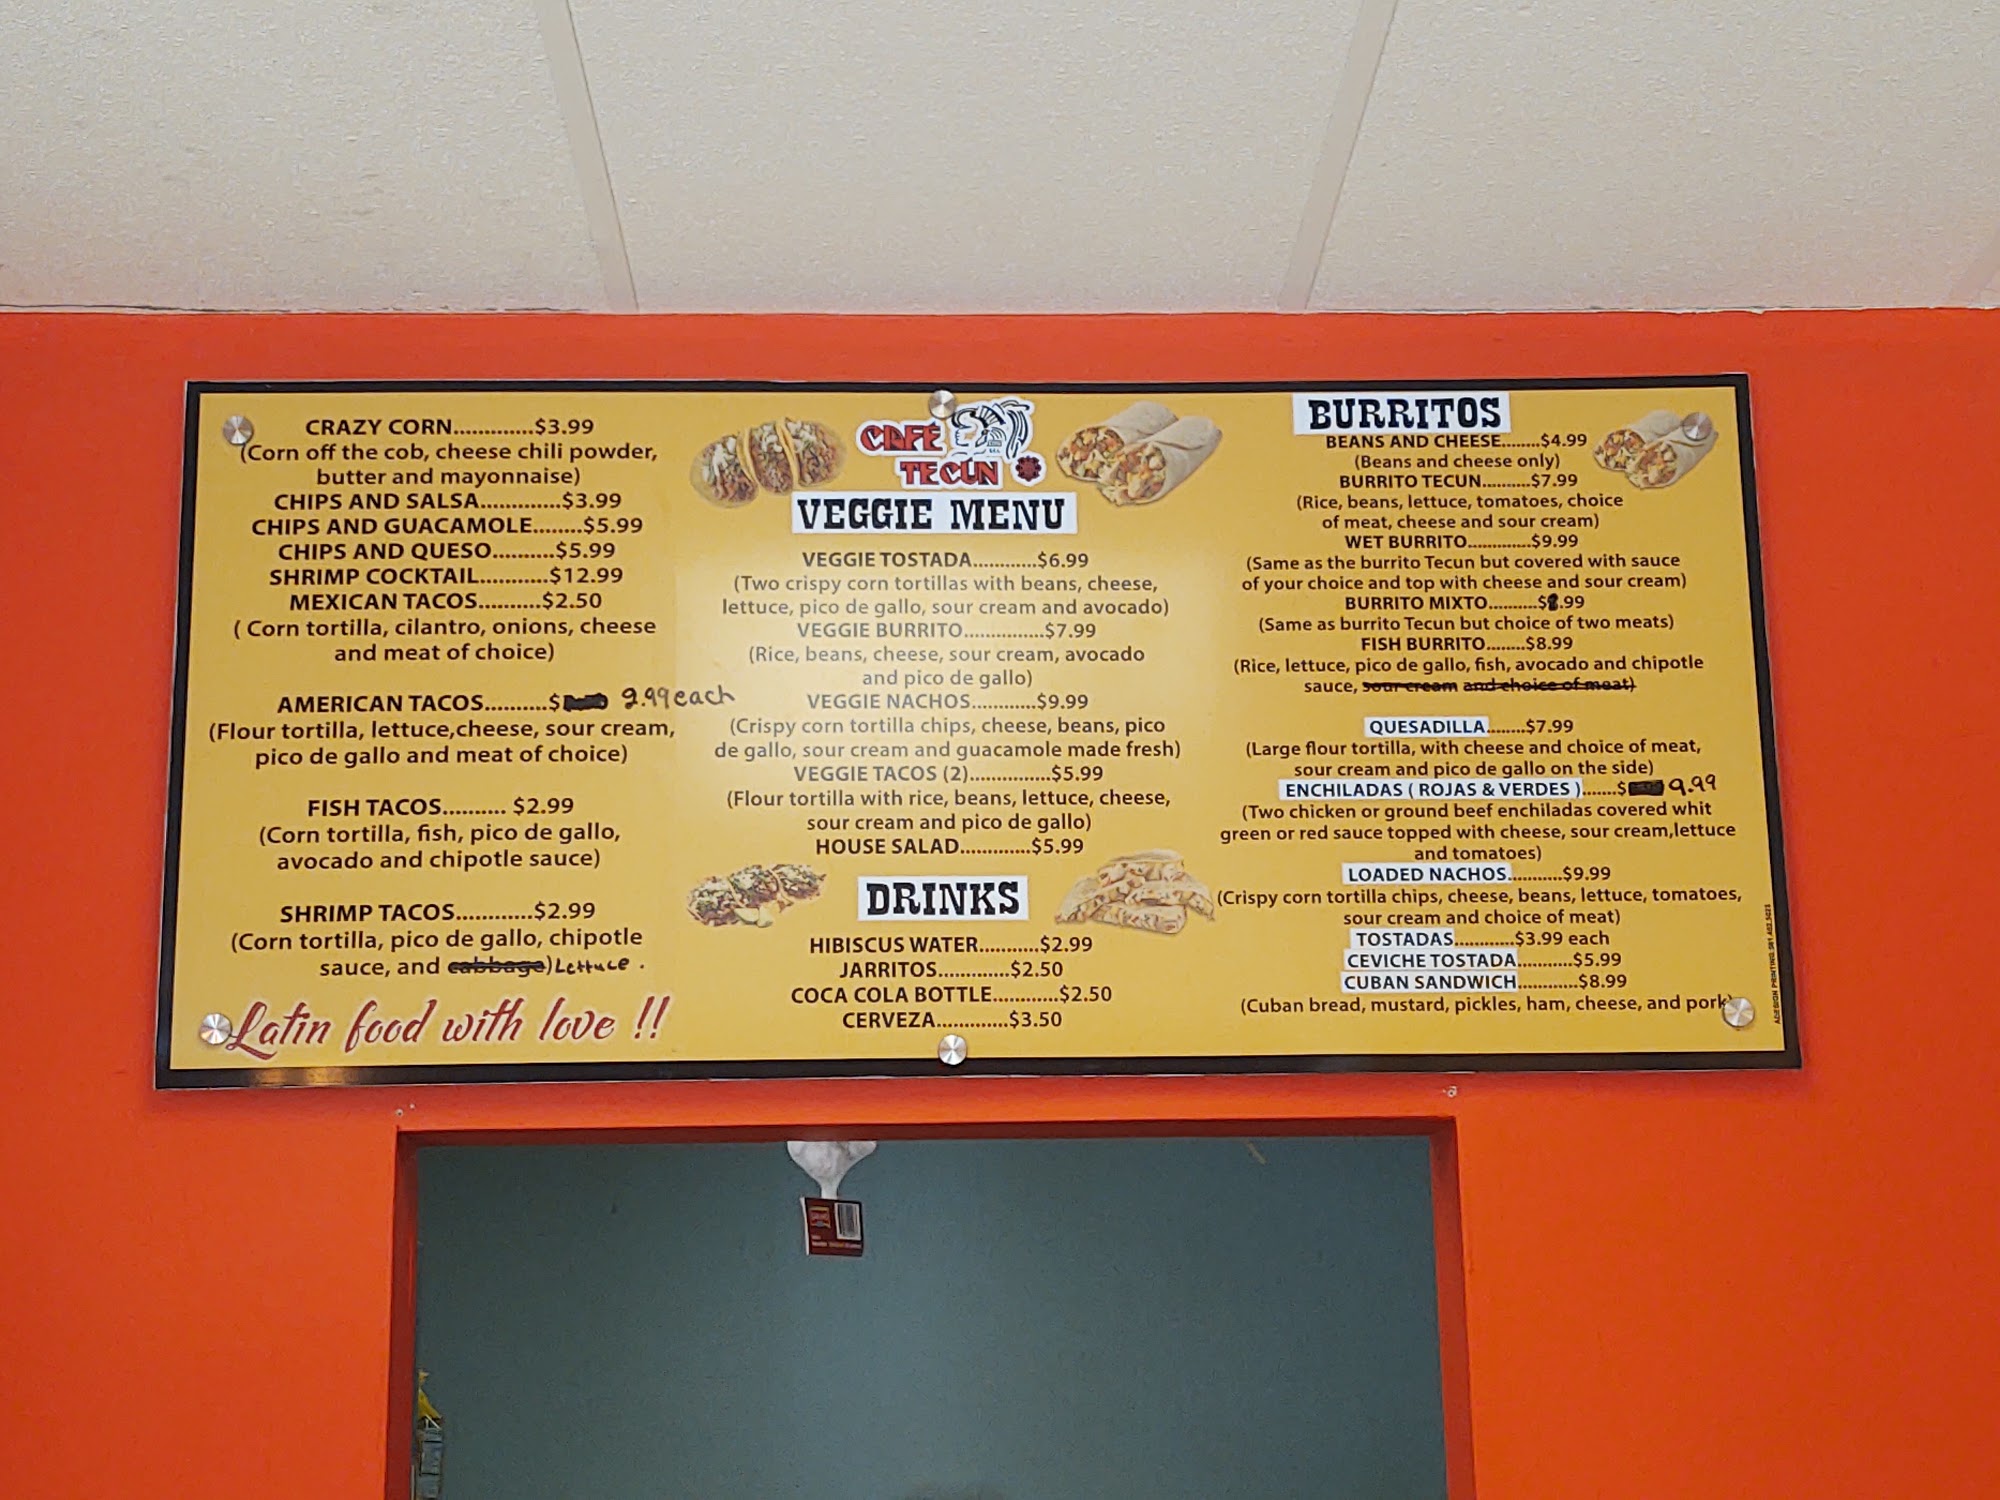 CRAZY CORN.............$3.99
(Corn off the cob, cheese chili powder,
butter and mayonnaise)
CHIPS AND SALSA.............$3.99
CHIPS AND GUACAMOLE........$5.99
CHIPS AND QUESO..........$5.99
SHRIMP COCKTAIL...........$12.99
MEXICAN TACOS..........$2.50
( Corn tortilla, cilantro, onions, cheese
and meat of choice)
AMERICAN TACOS..........$ 2.99 each
(Flour tortilla, lettuce,cheese, sour cream,
pico de gallo and meat of choice)
FISH TACOS.......... $2.99
(Corn tortilla, fish, pico de gallo,
avocado and chipotle sauce)
SHRIMP TACOS............$2.99
(Corn tortilla, pico de gallo, chipotle
sauce, and cabbage) Lettuce.
Latin food with love !!
CAFÉ
TECÚN
VEGGIE MENU
VEGGIE TOSTADA............$6.99
(Two crispy corn tortillas with beans, cheese,
lettuce, pico de gallo, sour cream and avocado)
VEGGIE BURRITO...............$7.99
(Rice, beans, cheese, sour cream, avocado
and pico de gallo)
VEGGIE NACHOS...............$9.99
(Crispy corn tortilla chips, cheese, beans, pico
de gallo, sour cream and guacamole made fresh)
VEGGIE TACOS (2)...............$5.99
(Flour tortilla with rice, beans, lettuce, cheese,
sour cream and pico de gallo)
HOUSE SALAD.............$5.99
DRINKS
HIBISCUS WATER...........$2.99
JARRITOS.............$2.50
COCA COLA BOTTLE............$2.50
CERVEZA.............$3.50
BURRITOS
BEANS AND CHEESE........$4.99
(Beans and cheese only)
BURRITO TECUN..........$7.99
(Rice, beans, lettuce, tomatoes, choice
of meat, cheese and sour cream)
WET BURRITO.............$9.99
(Same as the burrito Tecun but covered with sauce
of your choice and top with cheese and sour cream)
BURRITO MIXTO..........$ .99
(Same as burrito Tecun but choice of two meats)
FISH BURRITO........$8.99
(Rice, lettuce, pico de gallo, fish, avocado and chipotle
sauce, sour cream and choice of meat)
QUESADILLA........$7.99
(Large flour tortilla, with cheese and choice of meat,
sour cream and pico de gallo on the side)
ENCHILADAS ( ROJAS & VERDES ).......$ 9.99
(Two chicken or ground beef enchiladas covered whit
green or red sauce topped with cheese, sour cream,lettuce
and tomatoes)
LOADED NACHOS...........$9.99
(Crispy corn tortilla chips, cheese, beans, lettuce, tomatoes,
sour cream and choice of meat)
TOSTADAS............$3.99 each
CEVICHE TOSTADA...........$5.99
CUBAN SANDWICH............$8.99
(Cuban bread, mustard, pickles, ham, cheese, and pork)